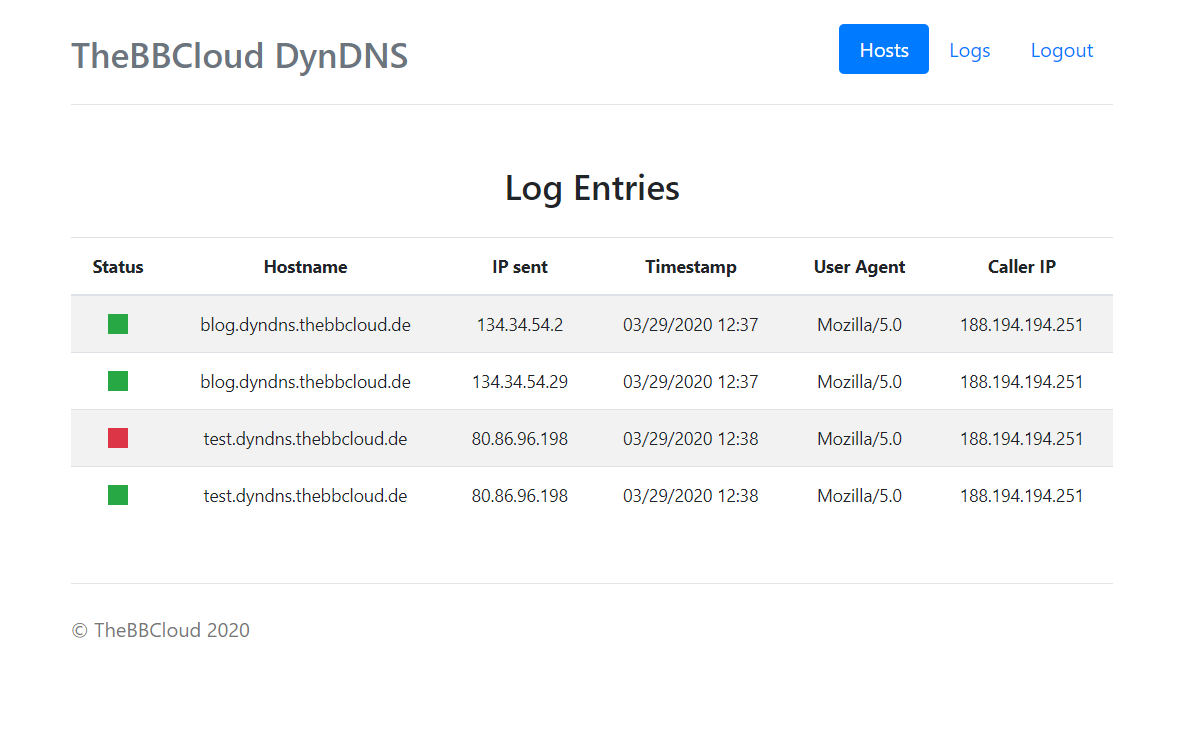 TheBBCloud DynDNS
Hosts Logs Logout
Log Entries
Status Hostname IP sent Timestamp User Agent Caller IP
blog.dyndns.thebbcloud.de 134.34.54.2 03/29/2020 12:37 Mozilla/5.0 188.194.194.251
blog.dyndns.thebbcloud.de 134.34.54.29 03/29/2020 12:37 Mozilla/5.0 188.194.194.251
test.dyndns.thebbcloud.de 80.86.96.198 03/29/2020 12:38 Mozilla/5.0 188.194.194.251
test.dyndns.thebbcloud.de 80.86.96.198 03/29/2020 12:38 Mozilla/5.0 188.194.194.251
© TheBBCloud 2020